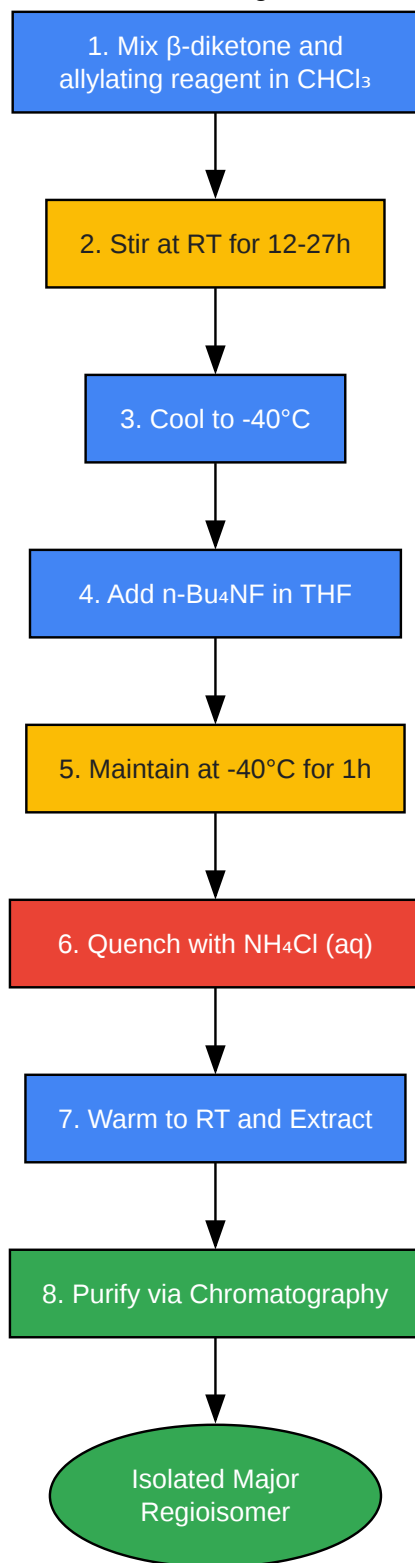 1. Mix β-diketone and
allylating reagent in CHCl₃
2. Stir at RT for 12-27h
3. Cool to -40°C
4. Add n-Bu₄NF in THF
5. Maintain at -40°C for 1h
6. Quench with NH₄Cl (aq)
7. Warm to RT and Extract
8. Purify via Chromatography
Isolated Major
Regioisomer